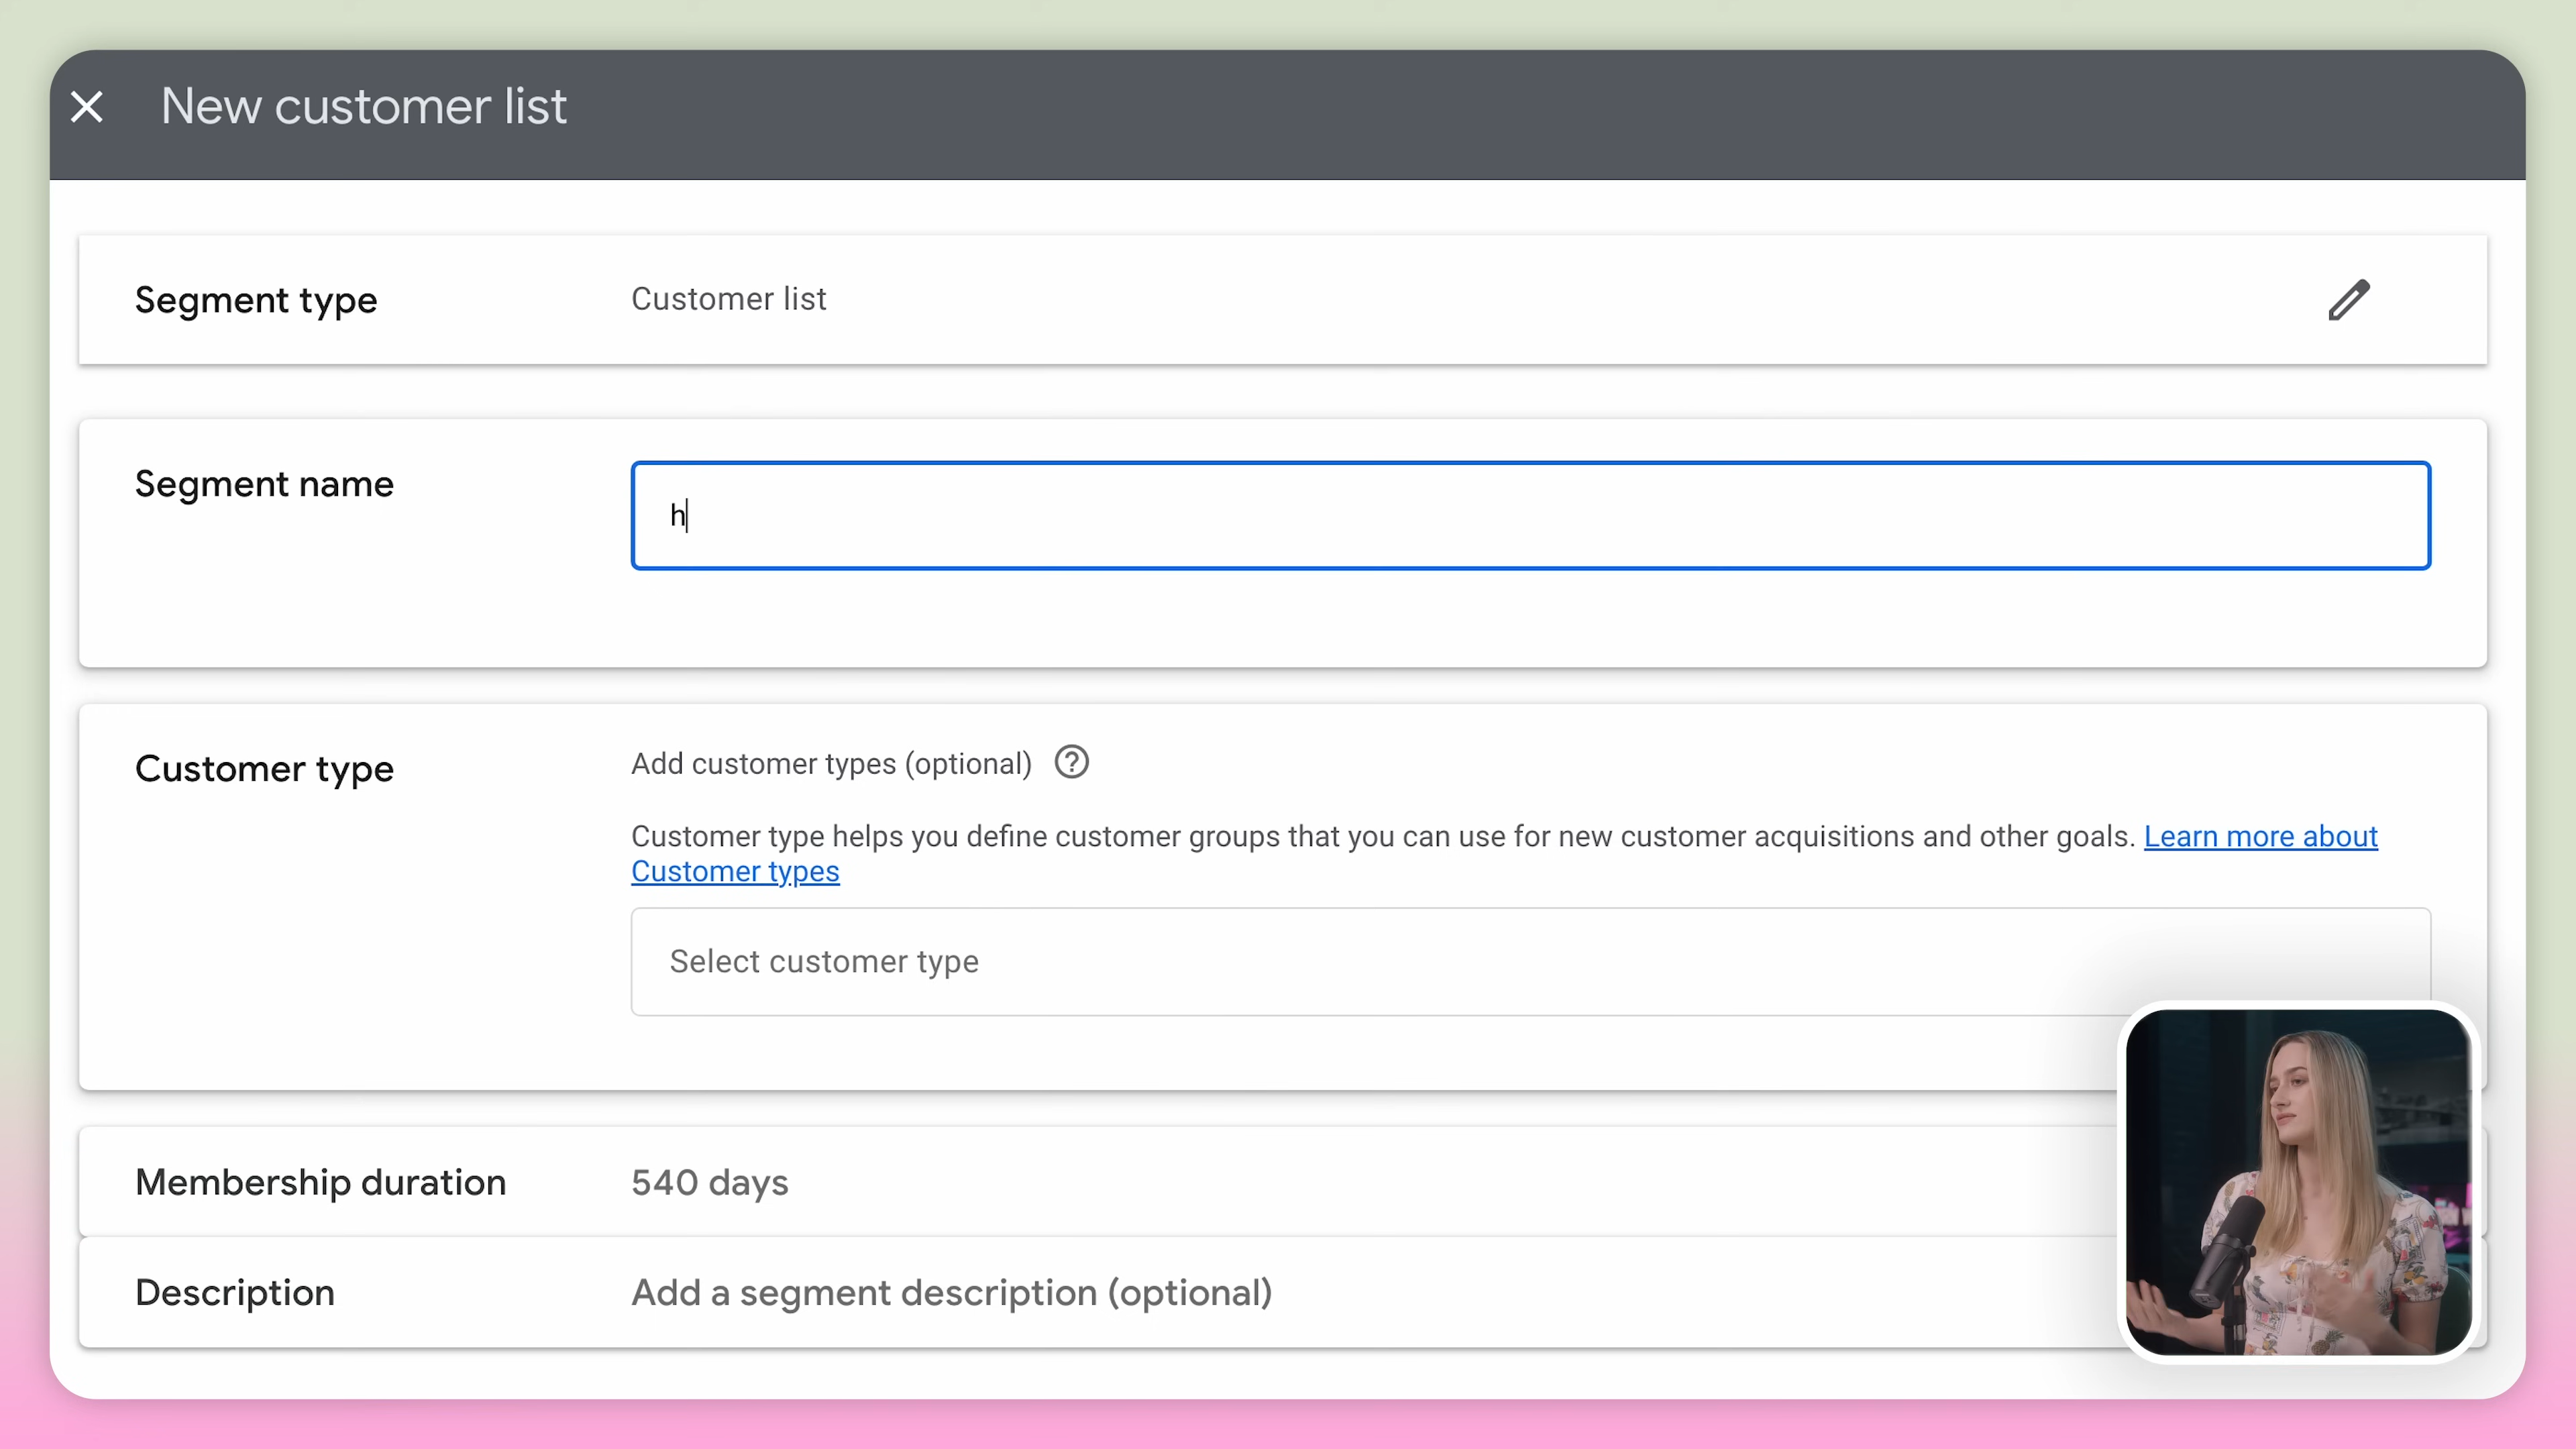 New customer list
Segment type
Customer list
Segment name
h
Customer type
Add customer types (optional)
Customer type helps you define customer groups that you can use for new customer acquisitions and other goals. Learn more about
Customer types
Select customer type
Membership duration
540 days
Description
Add a segment description (optional)